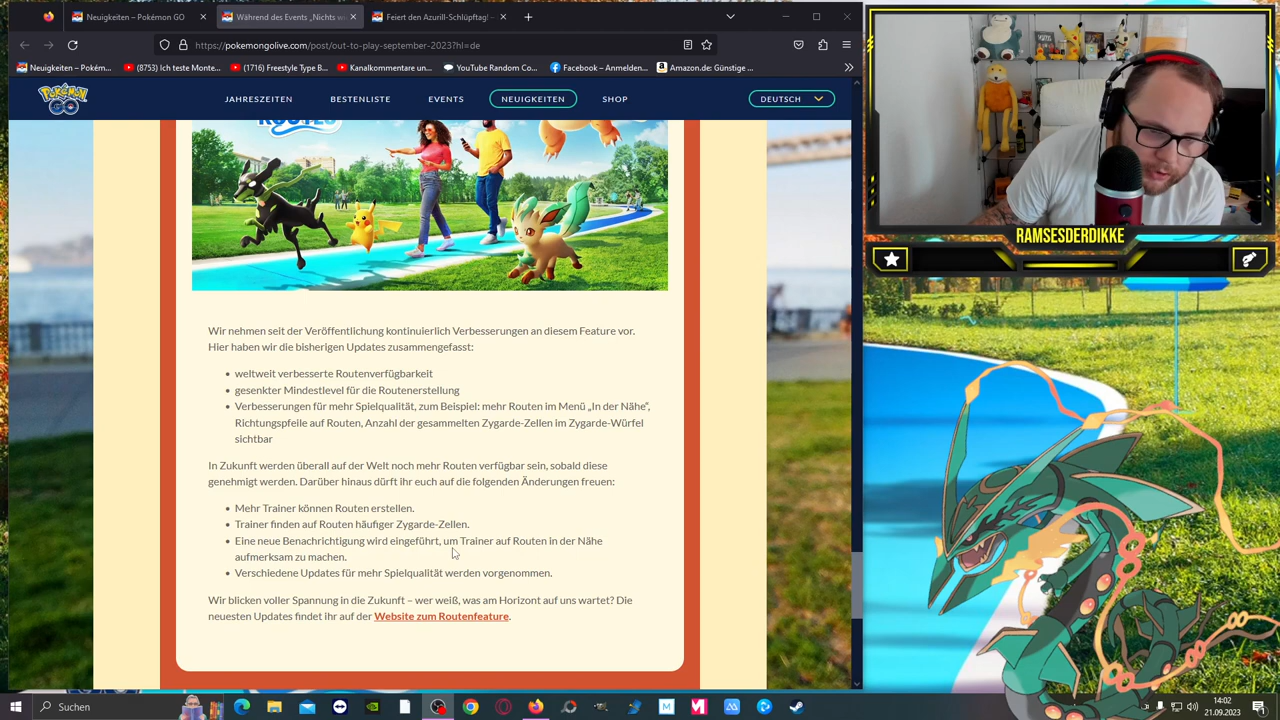 Neuigkeiten – Pokémon GO
Während des Events „Nichts wi
Feiert den Azurill-Schlüpftag! –
https://pokemongolive.com/post/out-to-play-september-2023?hl=de
Neuigkeiten – Pokém...
(8753) Ich teste Monte...
(1716) Freestyle Type B...
Kanalkommentare un...
YouTube Random Co...
Facebook – Anmelden...
Amazon.de: Günstige ...
Pokémon GO
JAHRESZEITEN
BESTENLISTE
EVENTS
NEUIGKEITEN
SHOP
DEUTSCH
ROUTES
Wir nehmen seit der Veröffentlichung kontinuierlich Verbesserungen an diesem Feature vor.
Hier haben wir die bisherigen Updates zusammengefasst:
weltweit verbesserte Routenverfügbarkeit
gesenkter Mindestlevel für die Routenerstellung
Verbesserungen für mehr Spielqualität, zum Beispiel: mehr Routen im Menü „In der Nähe“,
Richtungspfeile auf Routen, Anzahl der gesammelten Zygarde-Zellen im Zygarde-Würfel
sichtbar
In Zukunft werden überall auf der Welt noch mehr Routen verfügbar sein, sobald diese
genehmigt werden. Darüber hinaus dürft ihr euch auf die folgenden Änderungen freuen:
Mehr Trainer können Routen erstellen.
Trainer finden auf Routen häufiger Zygarde-Zellen.
Eine neue Benachrichtigung wird eingeführt, um Trainer auf Routen in der Nähe
aufmerksam zu machen.
Verschiedene Updates für mehr Spielqualität werden vorgenommen.
Wir blicken voller Spannung in die Zukunft – wer weiß, was am Horizont auf uns wartet? Die
neuesten Updates findet ihr auf der Website zum Routenfeature.
RAMSESDERDIKKE
Suchen
14:02
21.09.2023